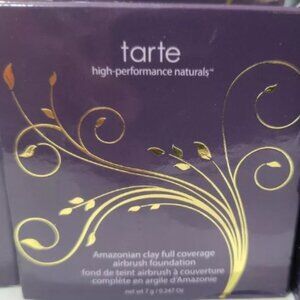 tarte
high-performance naturals™
Amazonian clay full coverage
airbrush foundation
fond de teint airbrush à couverture
complète en argile d'Amazonie
net wt 7 g / 0.247 oz